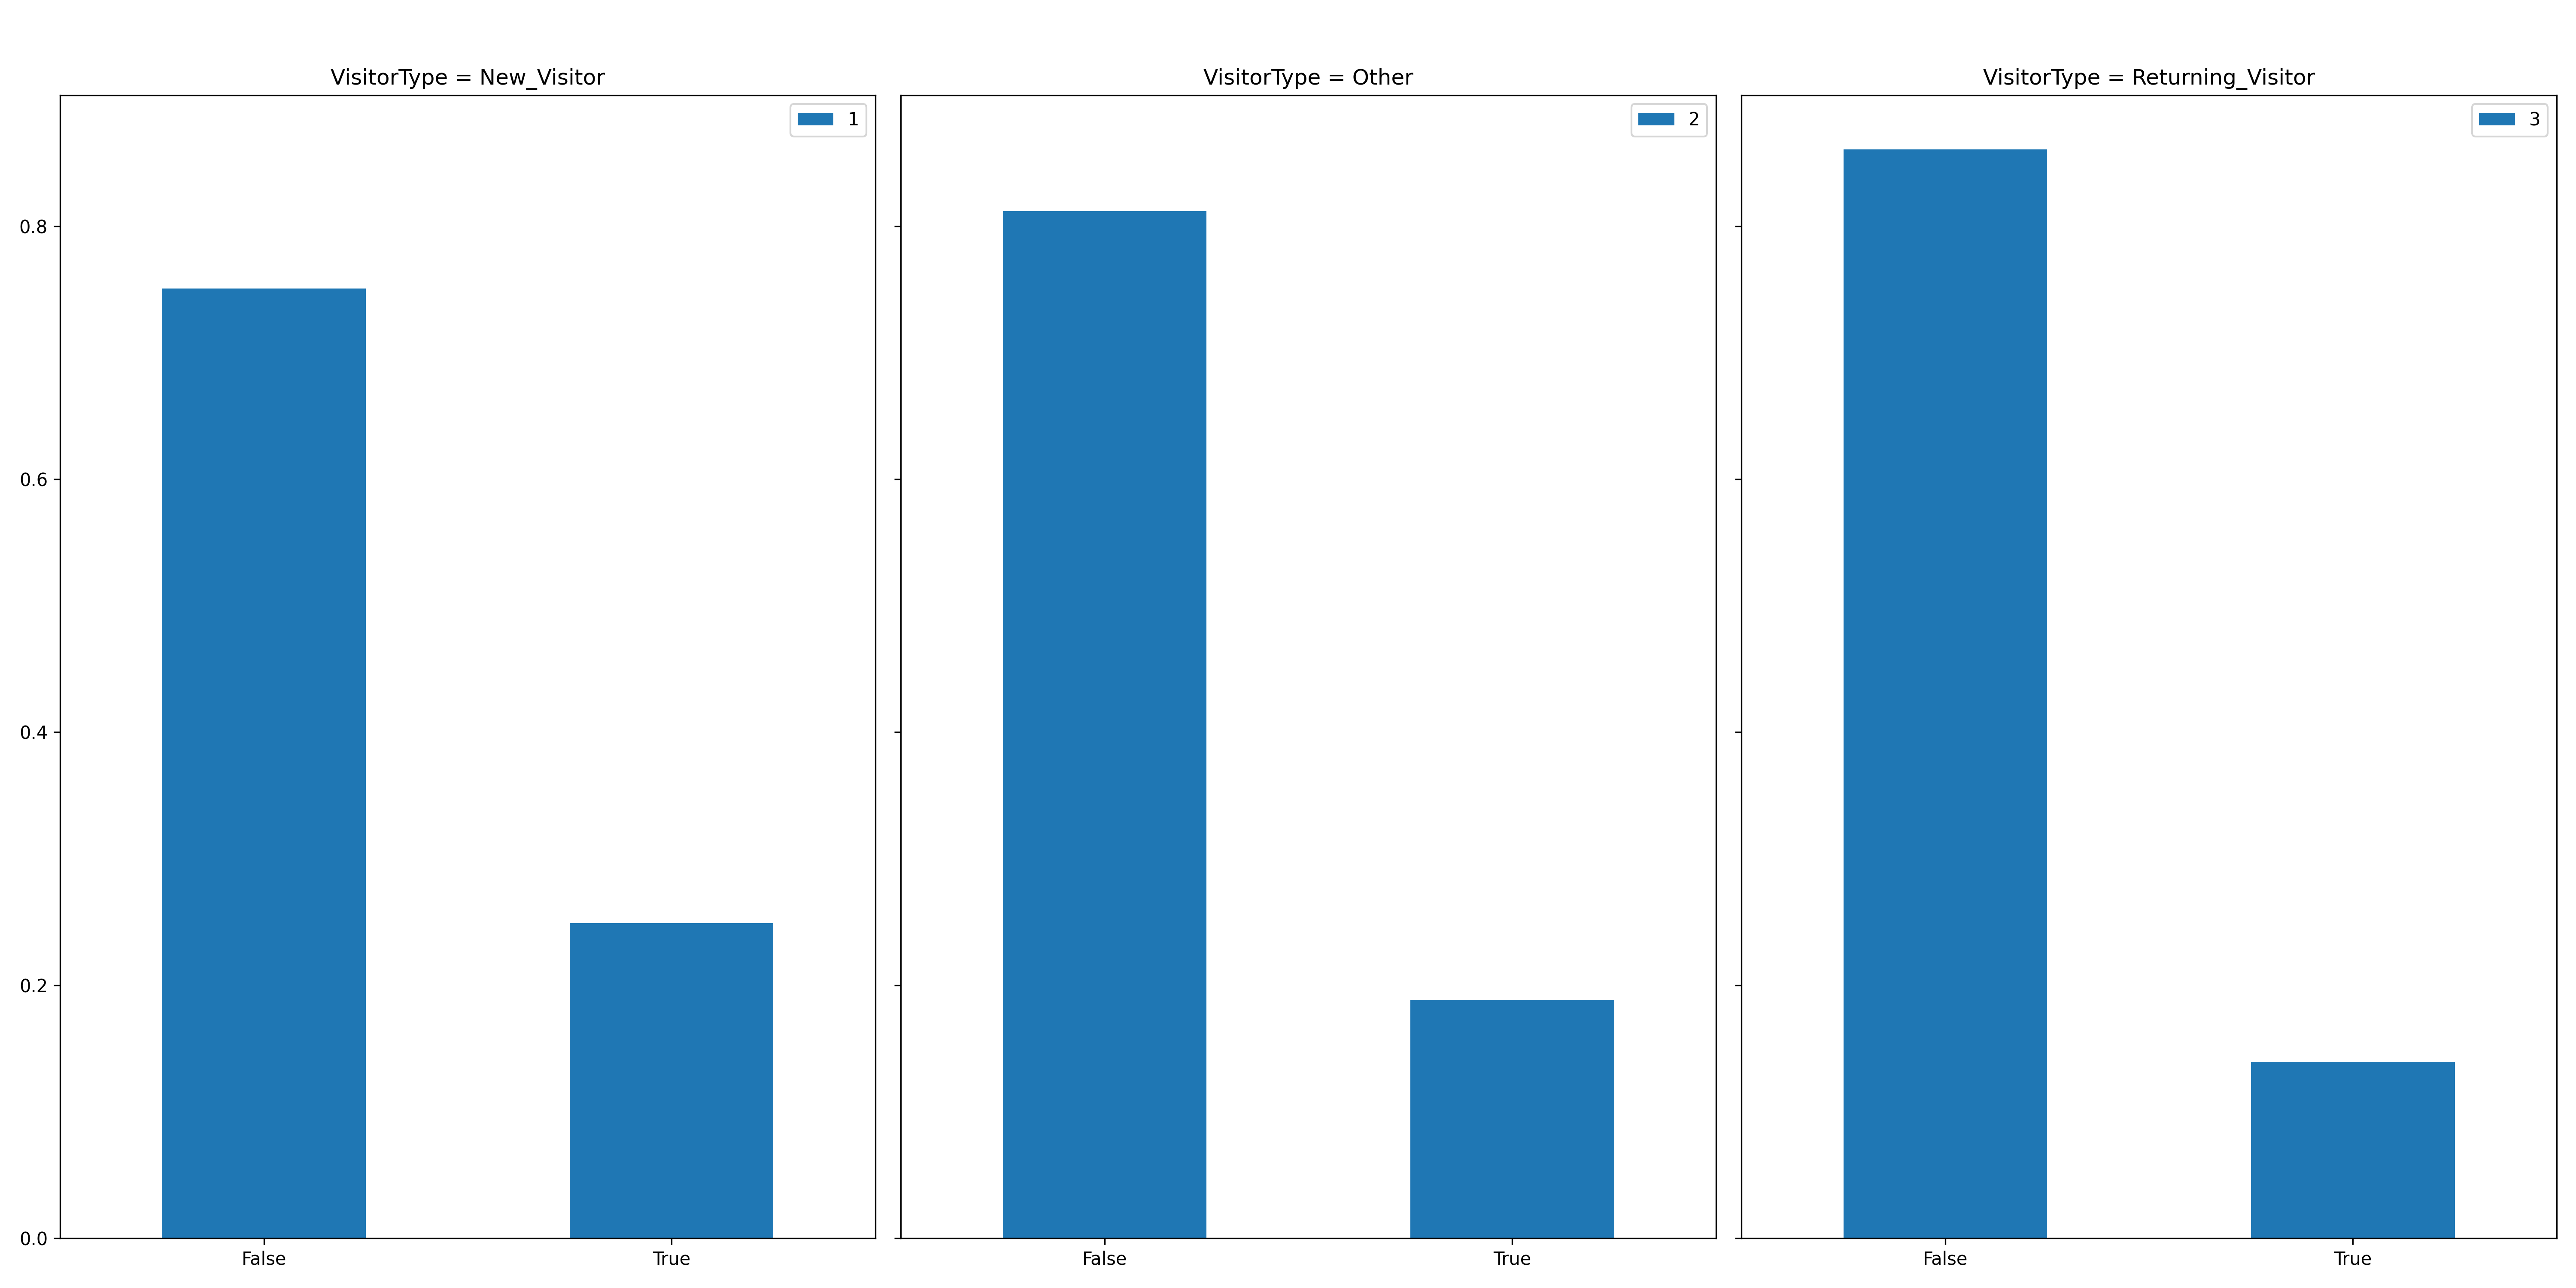 VisitorType = New_Visitor
VisitorType = Other
VisitorType = Returning_Visitor
1
2
3
0.8
0.6
0.4
0.2
0.0
False
True
False
True
False
True